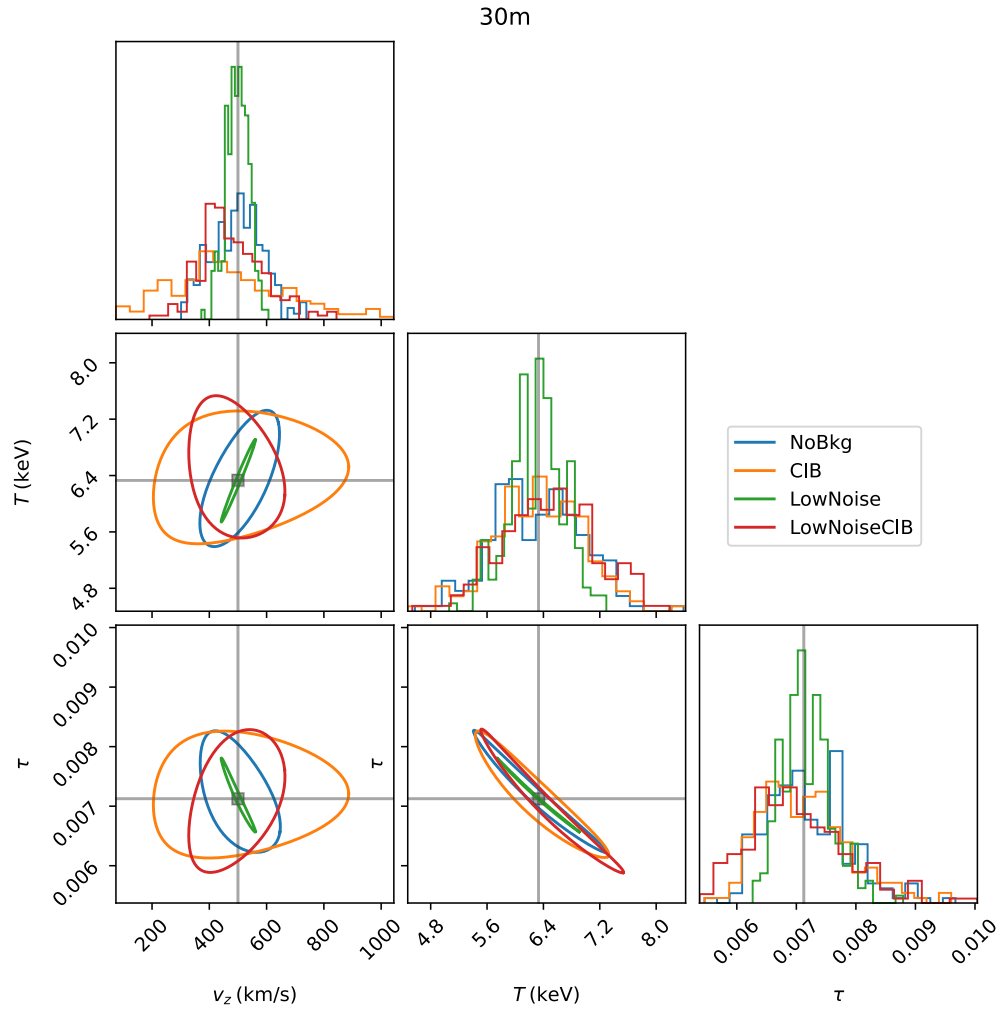 30m
T (keV)
8.0
7.2
6.4
5.6
4.8
NoBkg
CIB
LowNoise
LowNoiseCIB
τ
0.010
0.009
0.008
0.007
0.006
τ
200 400 600 800 1000
4.8 5.6 6.4 7.2 8.0
0.006 0.007 0.008 0.009 0.010
v_z (km/s)
T (keV)
τ